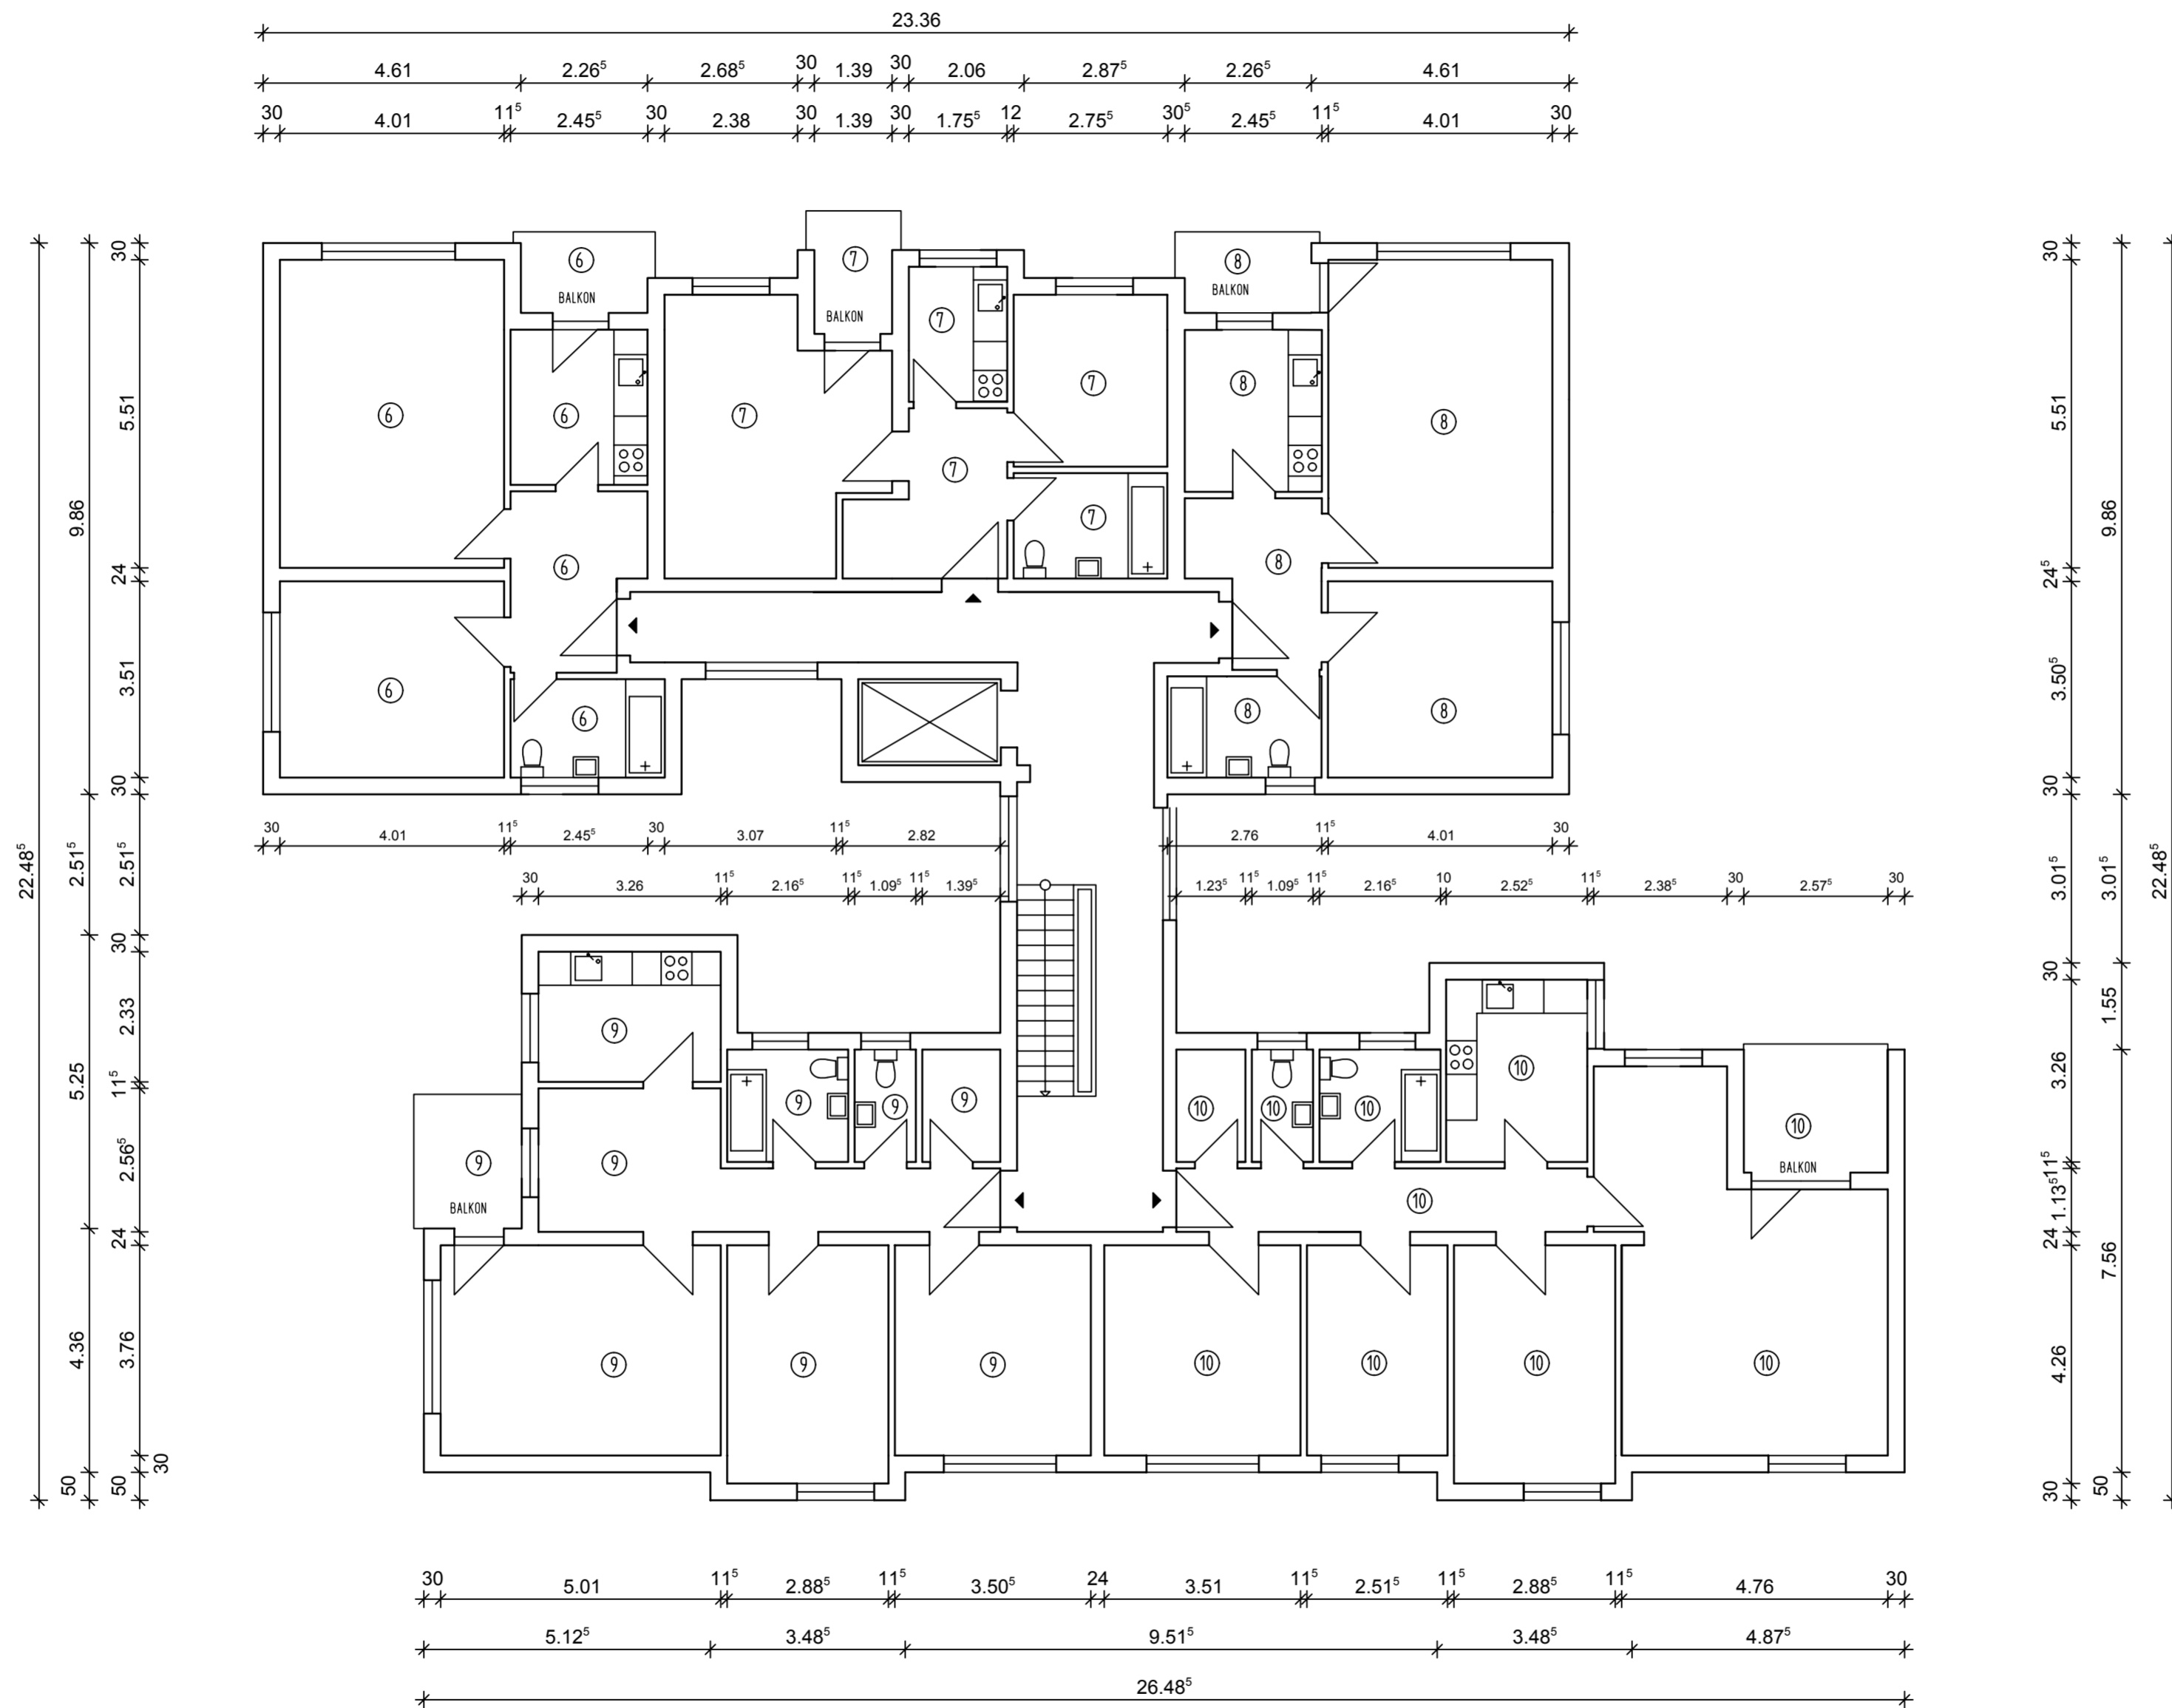 23.36
4.61 2.26⁵ 2.68⁵ 30 1.39 30 2.06 2.87⁵ 2.26⁵ 4.61
30 4.01 11⁵ 2.45⁵ 30 2.38 30 1.39 30 1.75⁵ 12 2.75⁵ 30⁵ 2.45⁵ 11⁵ 4.01 30
22.48⁵
9.86 2.51⁵ 5.25 4.36 50
30 5.51 24 3.51 30 2.51⁵ 30 2.33 11⁵ 2.56⁵ 24 3.76 30 50
6 7 8
BALKON
BALKON
BALKON
7
6 6 7 7 8 8
7
7
6 8
6 6 8 8
30 4.01 11⁵ 2.45⁵ 30 3.07 11⁵ 2.82 2.76 11⁵ 4.01 30
30 3.26 11⁵ 2.16⁵ 11⁵ 1.09⁵ 11⁵ 1.39⁵ 1.23⁵ 11⁵ 1.09⁵ 11⁵ 2.16⁵ 10 2.52⁵ 11⁵ 2.38⁵ 30 2.57⁵ 30
9 10
9 9 9 10 10 10 10
9 9 BALKON
BALKON 10
9 9 9 10 10 10 10
30 5.51 24⁵ 3.50⁵ 30 3.01⁵ 30 3.26 11⁵ 1.13⁵ 24 4.26 30
9.86 3.01⁵ 1.55 7.56 50
22.48⁵
30 5.01 11⁵ 2.88⁵ 11⁵ 3.50⁵ 24 3.51 11⁵ 2.51⁵ 11⁵ 2.88⁵ 11⁵ 4.76 30
5.12⁵ 3.48⁵ 9.51⁵ 3.48⁵ 4.87⁵
26.48⁵